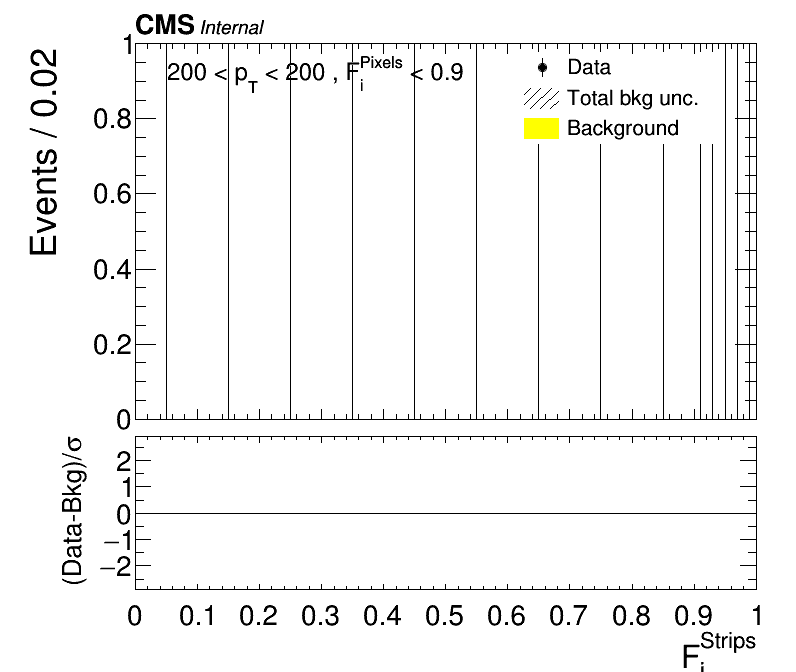 CMS Internal
Events / 0.02
1
0.8
0.6
0.4
0.2
0
200 < p_T < 200 , F_i^Pixels < 0.9
Data
Total bkg unc.
Background
(Data-Bkg)/σ
2
1
0
−1
−2
0 0.1 0.2 0.3 0.4 0.5 0.6 0.7 0.8 0.9 1
F_i^Strips